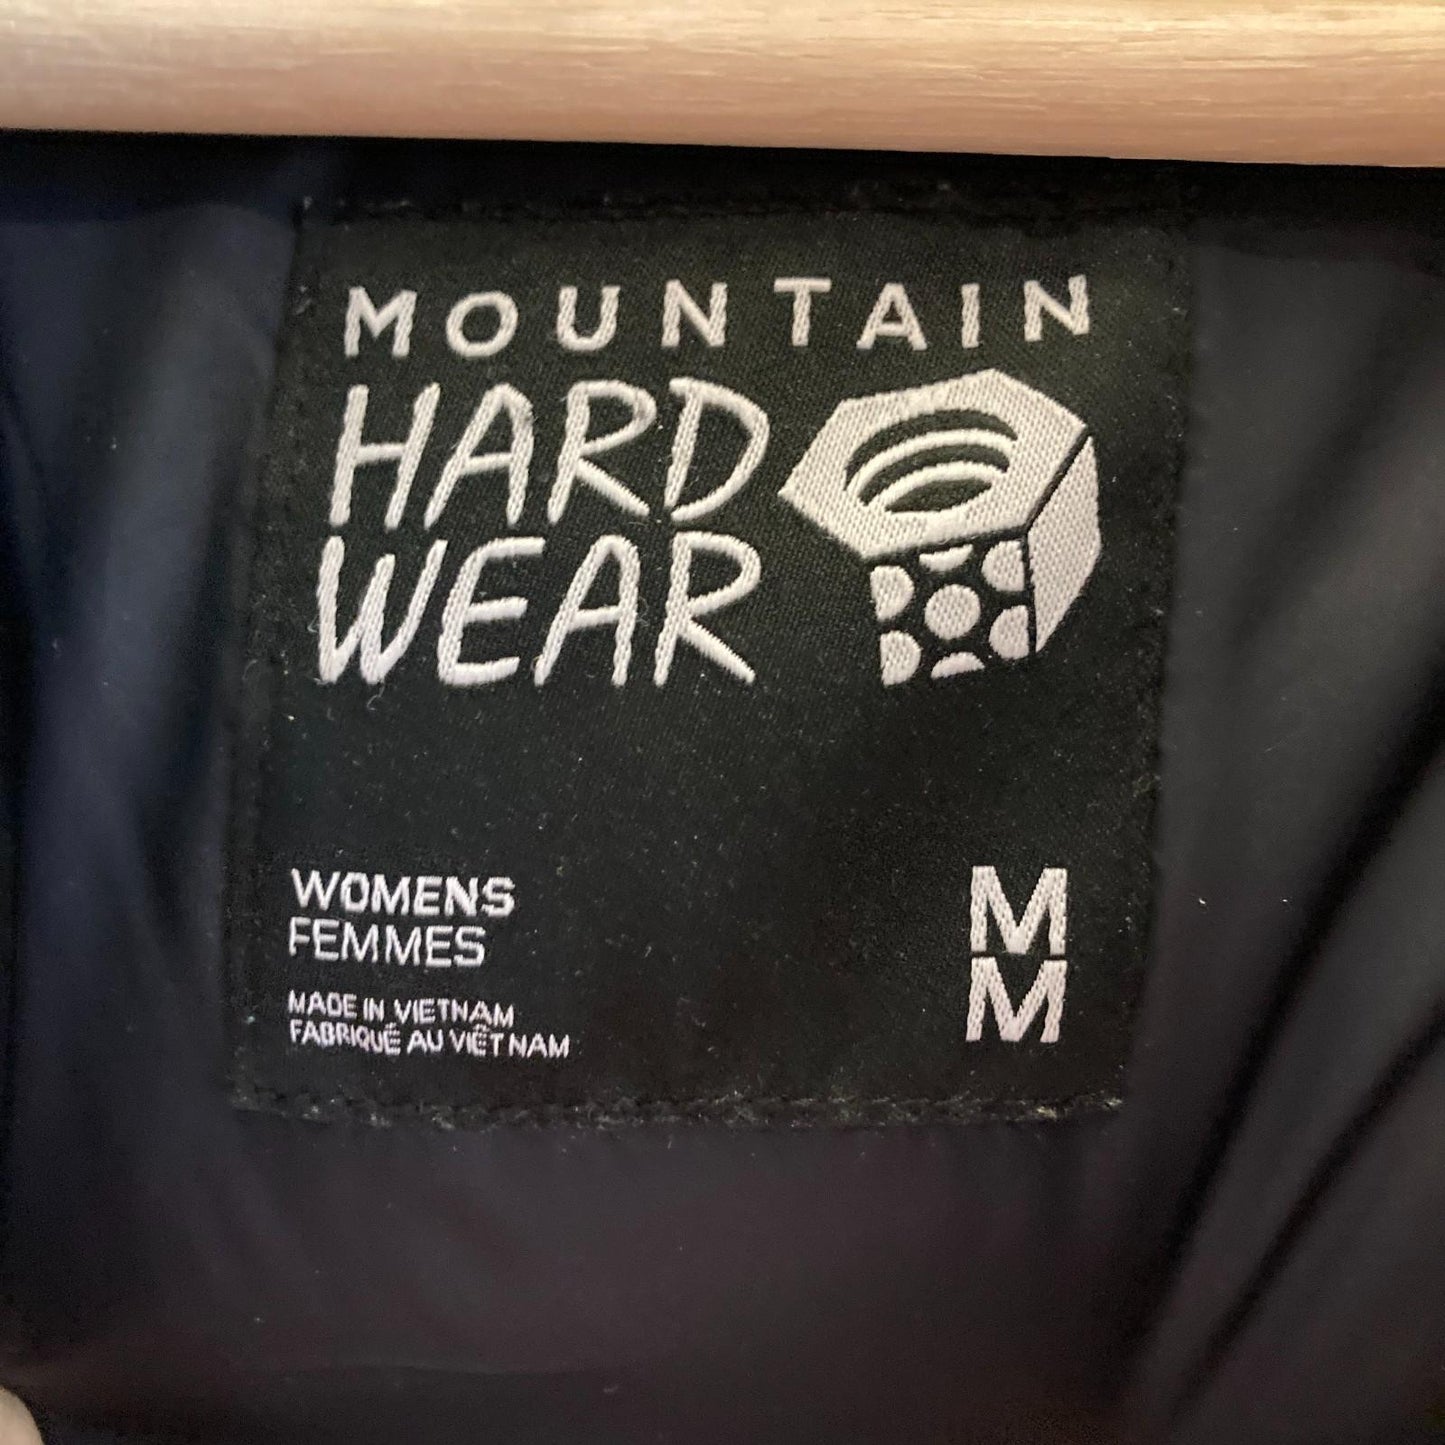 MOUNTAIN
HARD
WEAR
WOMENS
FEMMES
MADE IN VIETNAM
FABRIQUÉ AU VIÊT NAM
M
M